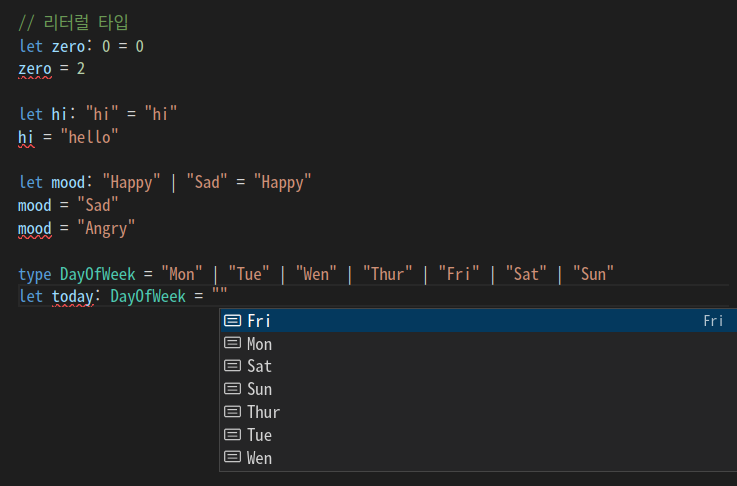 // 리터럴 타입
let zero: 0 = 0
zero = 2
let hi: "hi" = "hi"
hi = "hello"
let mood: "Happy" | "Sad" = "Happy"
mood = "Sad"
mood = "Angry"
type DayOfWeek = "Mon" | "Tue" | "Wen" | "Thur" | "Fri" | "Sat" | "Sun"
let today: DayOfWeek = ""
Fri Fri
Mon
Sat
Sun
Thur
Tue
Wen